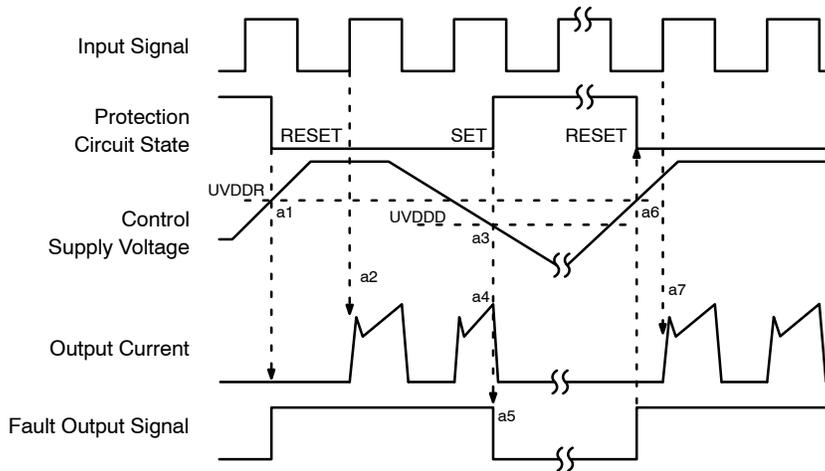 Input Signal
Protection
Circuit State
RESET
SET
RESET
UVDDR
a1
a6
Control
Supply Voltage
UVDDD
a3
a2
a4
a7
Output Current
Fault Output Signal
a5